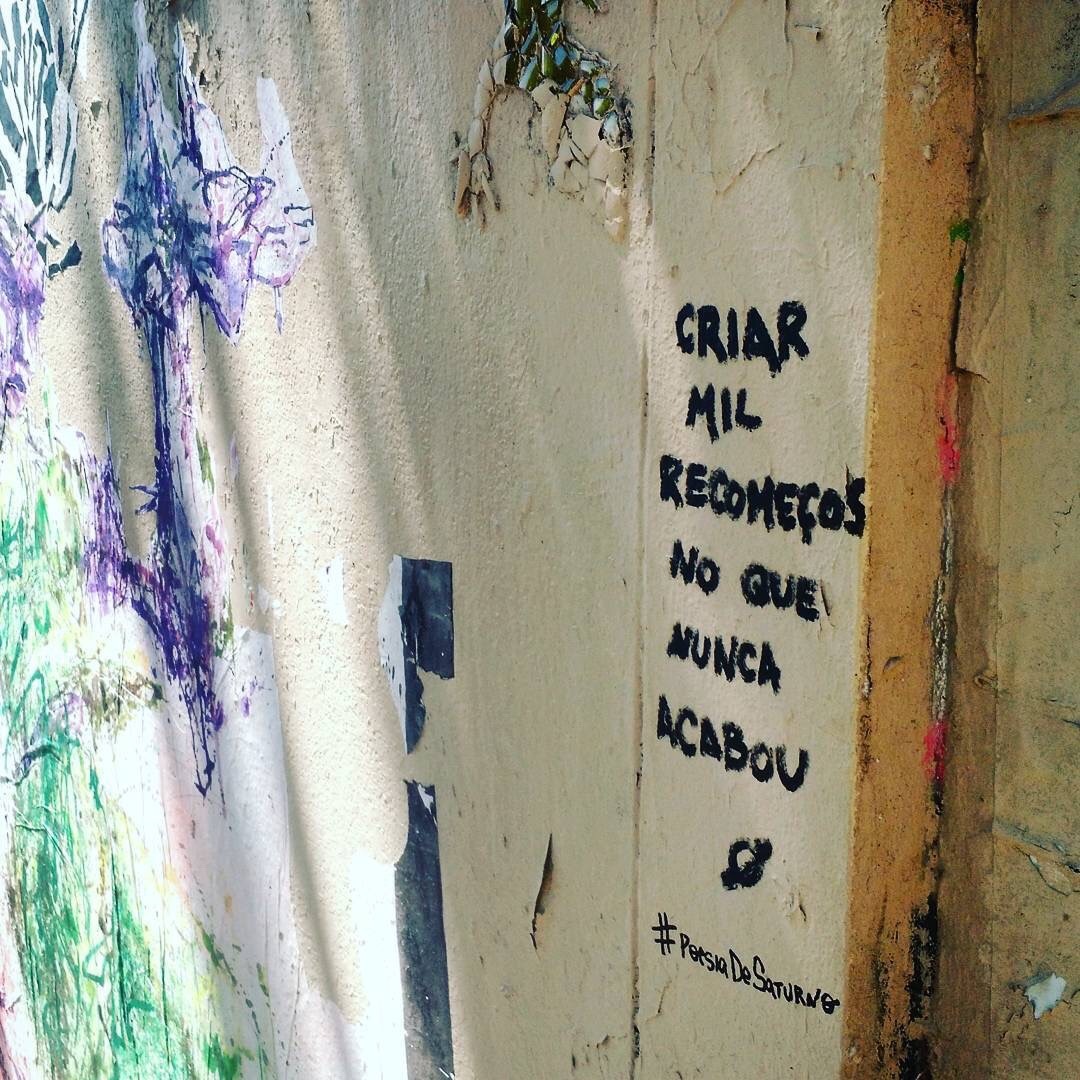 CRIAR
MIL
RECOMEÇOS
NO QUE
NUNCA
ACABOU
#PoesiaDeSaturno